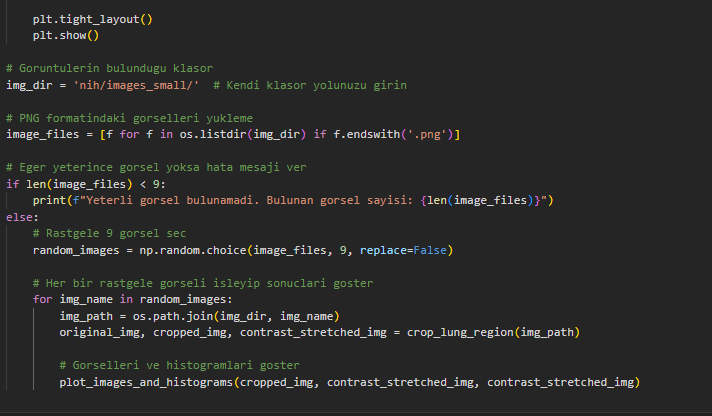 plt.tight_layout()
plt.show()
# Goruntulerin bulundugu klasor
img_dir = 'nih/images_small/'  # Kendi klasor yolunuzu girin
# PNG formatindaki gorselleri yukleme
image_files = [f for f in os.listdir(img_dir) if f.endswith('.png')]
# Eger yeterince gorsel yoksa hata mesaji ver
if len(image_files) < 9:
    print(f"Yeterli gorsel bulunamadi. Bulunan gorsel sayisi: {len(image_files)}")
else:
    # Rastgele 9 gorsel sec
    random_images = np.random.choice(image_files, 9, replace=False)
    # Her bir rastgele gorseli isleyip sonuclari goster
    for img_name in random_images:
        img_path = os.path.join(img_dir, img_name)
        original_img, cropped_img, contrast_stretched_img = crop_lung_region(img_path)
        # Gorselleri ve histogramlari goster
        plot_images_and_histograms(cropped_img, contrast_stretched_img, contrast_stretched_img)